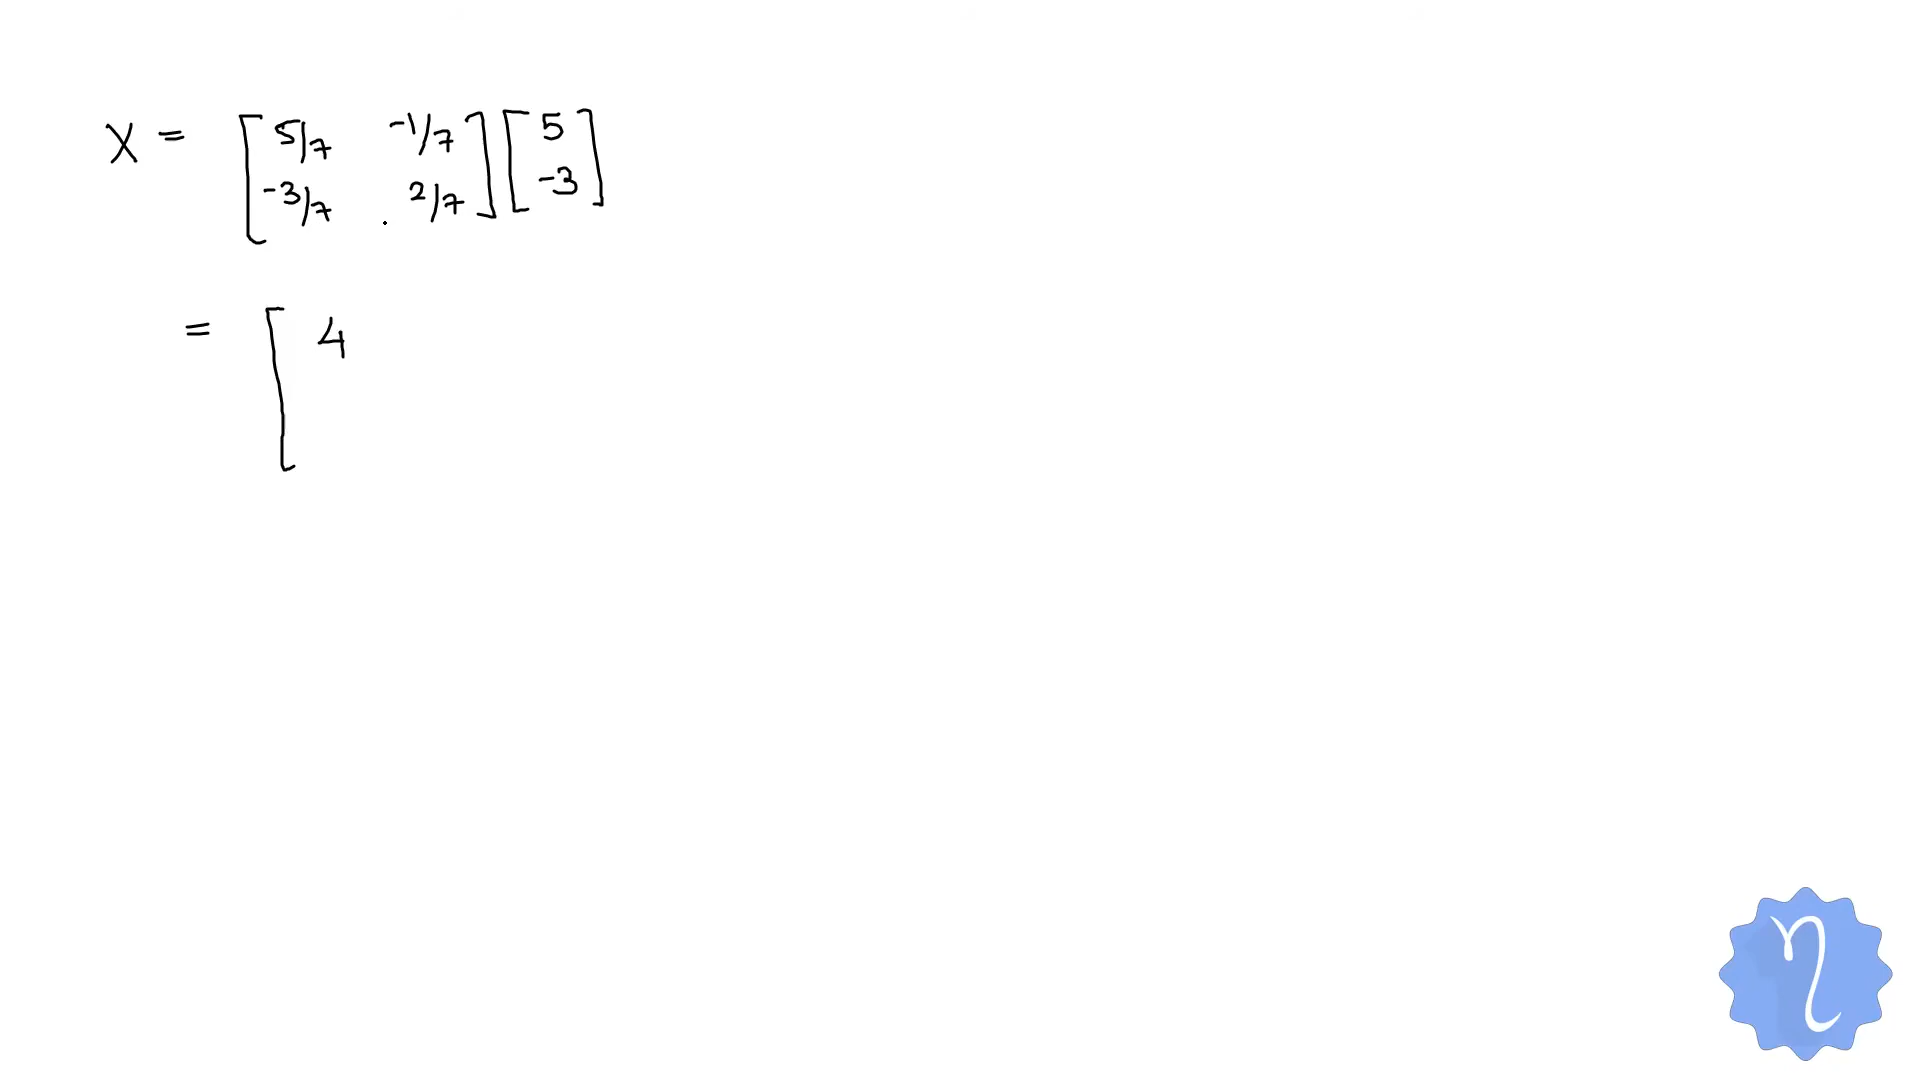 X = [ 5/7 -1/7 ] [ 5 ]
[ -3/7 2/7 ] [ -3 ]
= [ 4